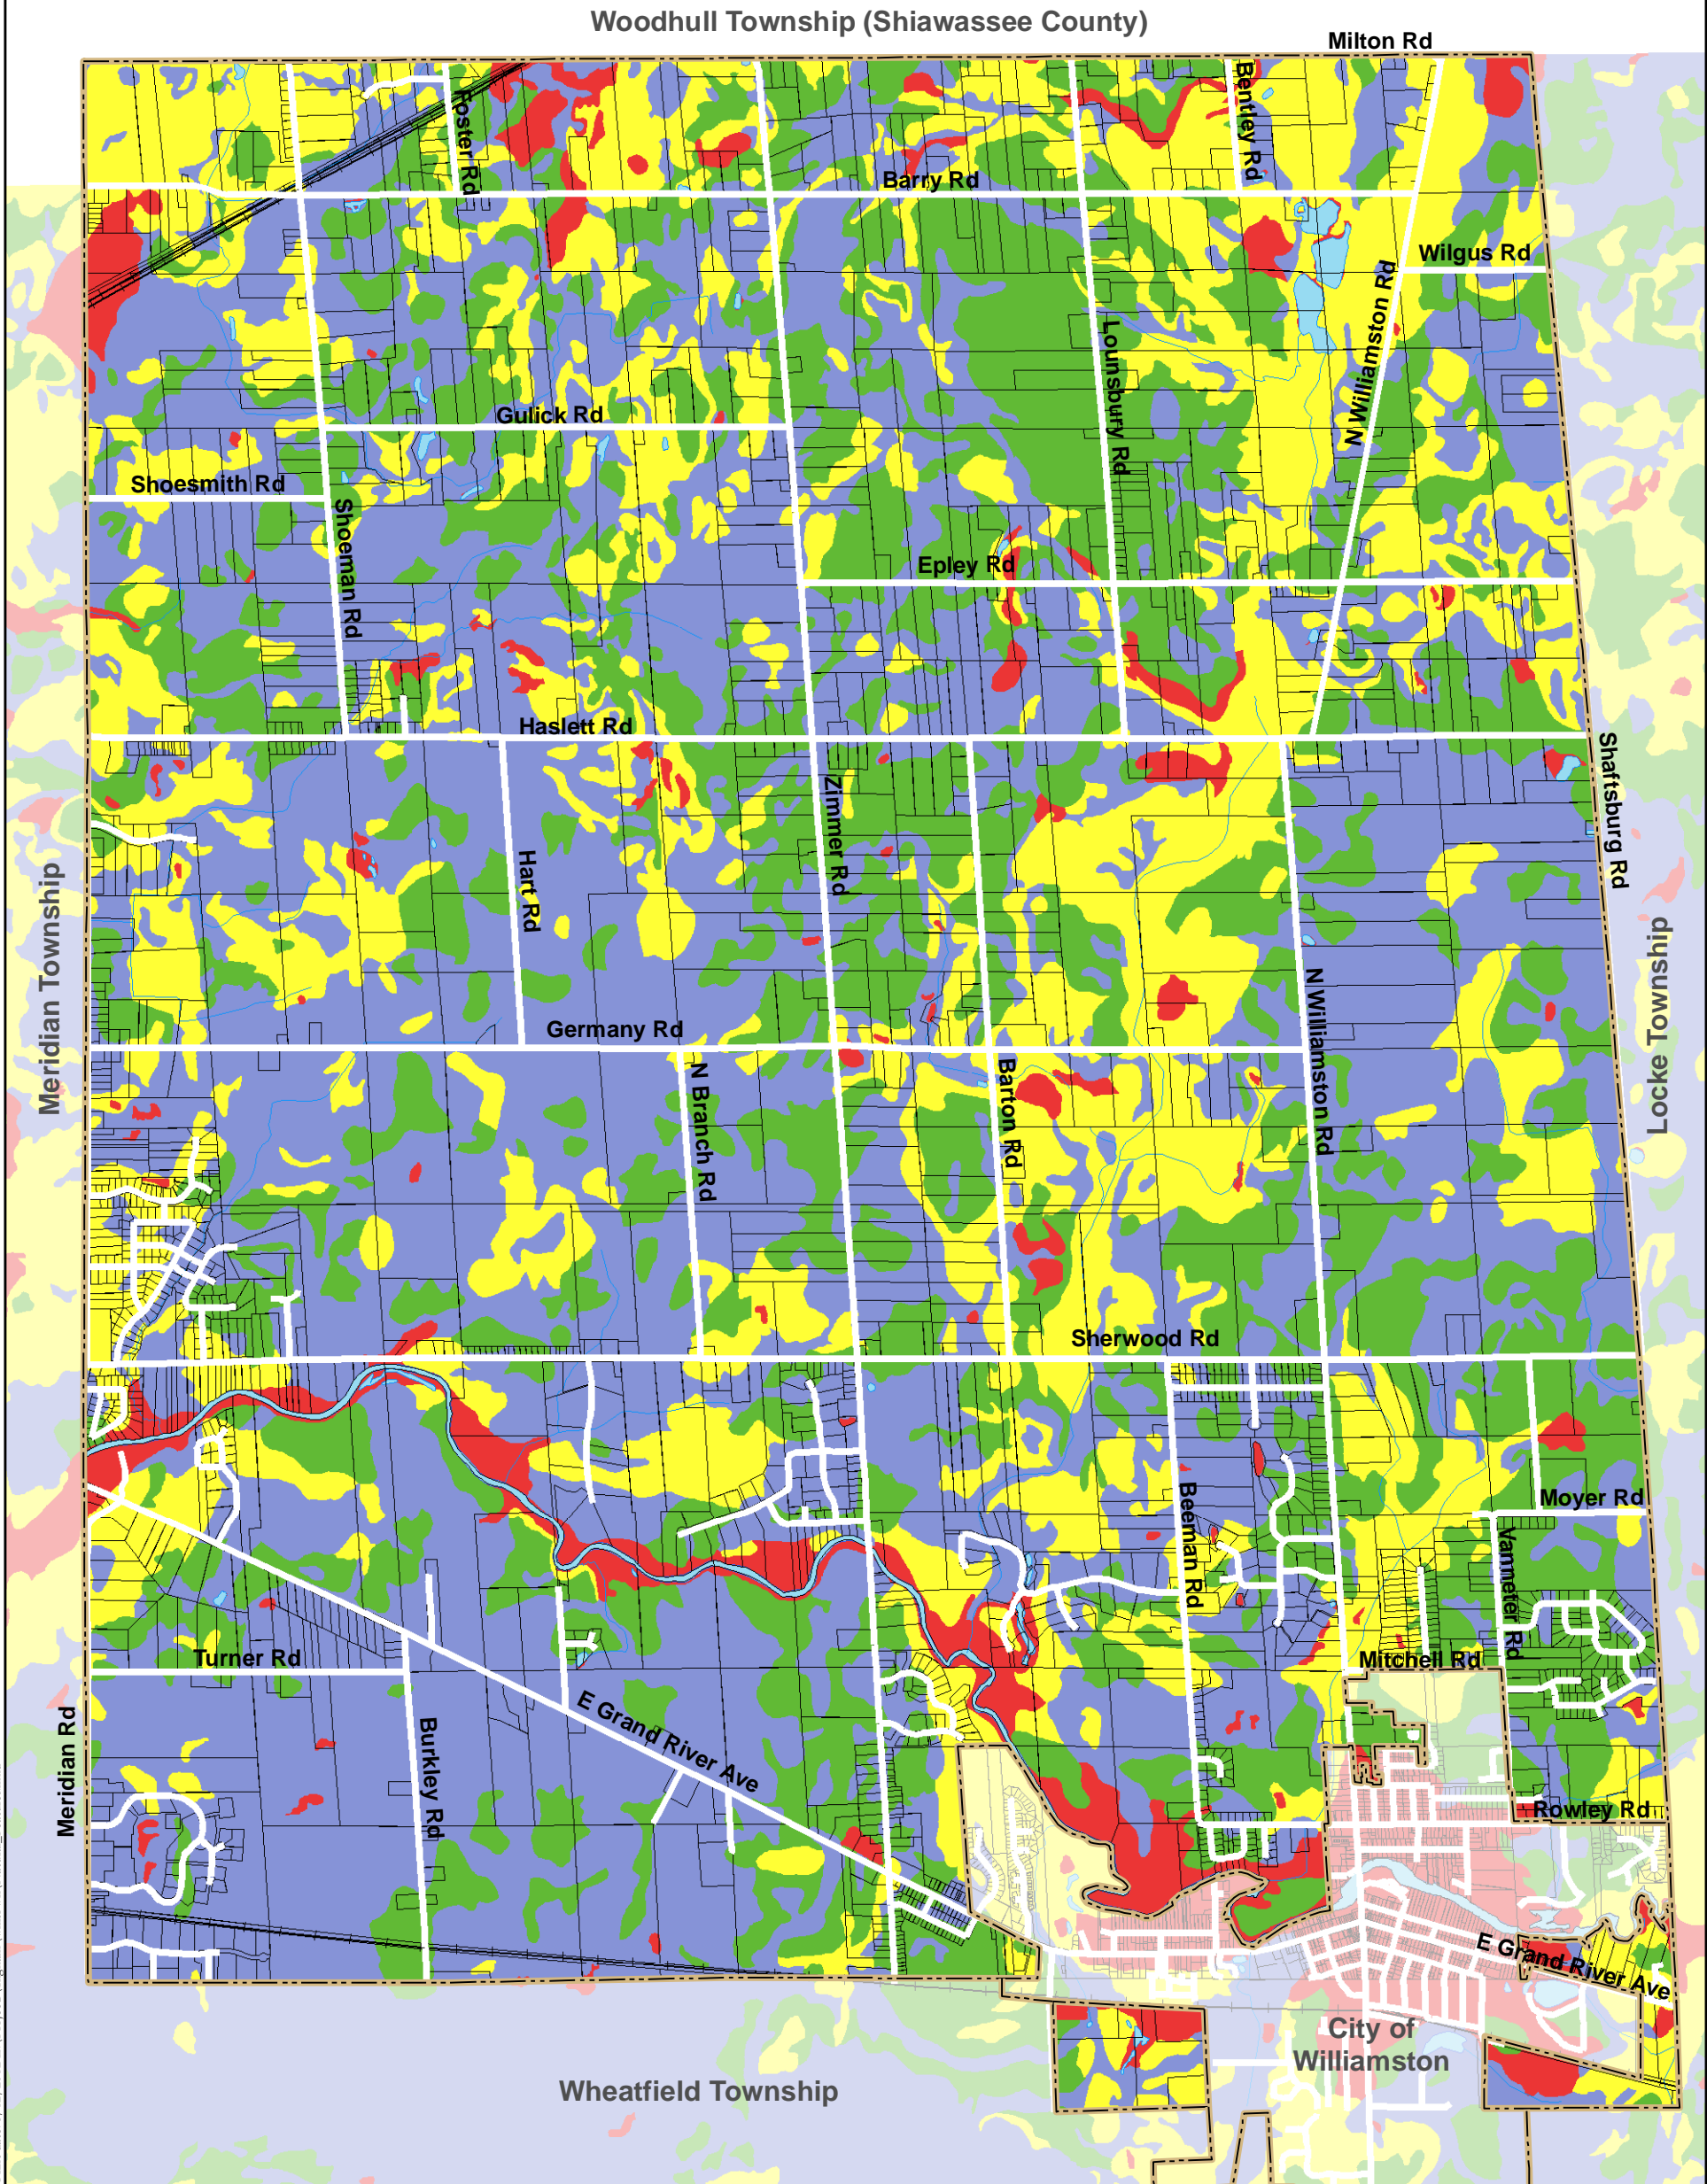 Woodhull Township (Shiawassee County)
Milton Rd
Foster Rd
Bentley Rd
Barry Rd
Wilgus Rd
N Williamston Rd
Lounsbury Rd
Gulick Rd
Shoesmith Rd
Shoeman Rd
Epley Rd
Haslett Rd
Shaftsburg Rd
Zimmer Rd
Hart Rd
Meridian Township
Locke Township
N Williamston Rd
Germany Rd
N Branch Rd
Barton Rd
Sherwood Rd
Moyer Rd
Beeman Rd
Vanmeter Rd
Turner Rd
Mitchell Rd
E Grand River Ave
Meridian Rd
Burkley Rd
Rowley Rd
E Grand River Ave
City of
Williamston
Wheatfield Township